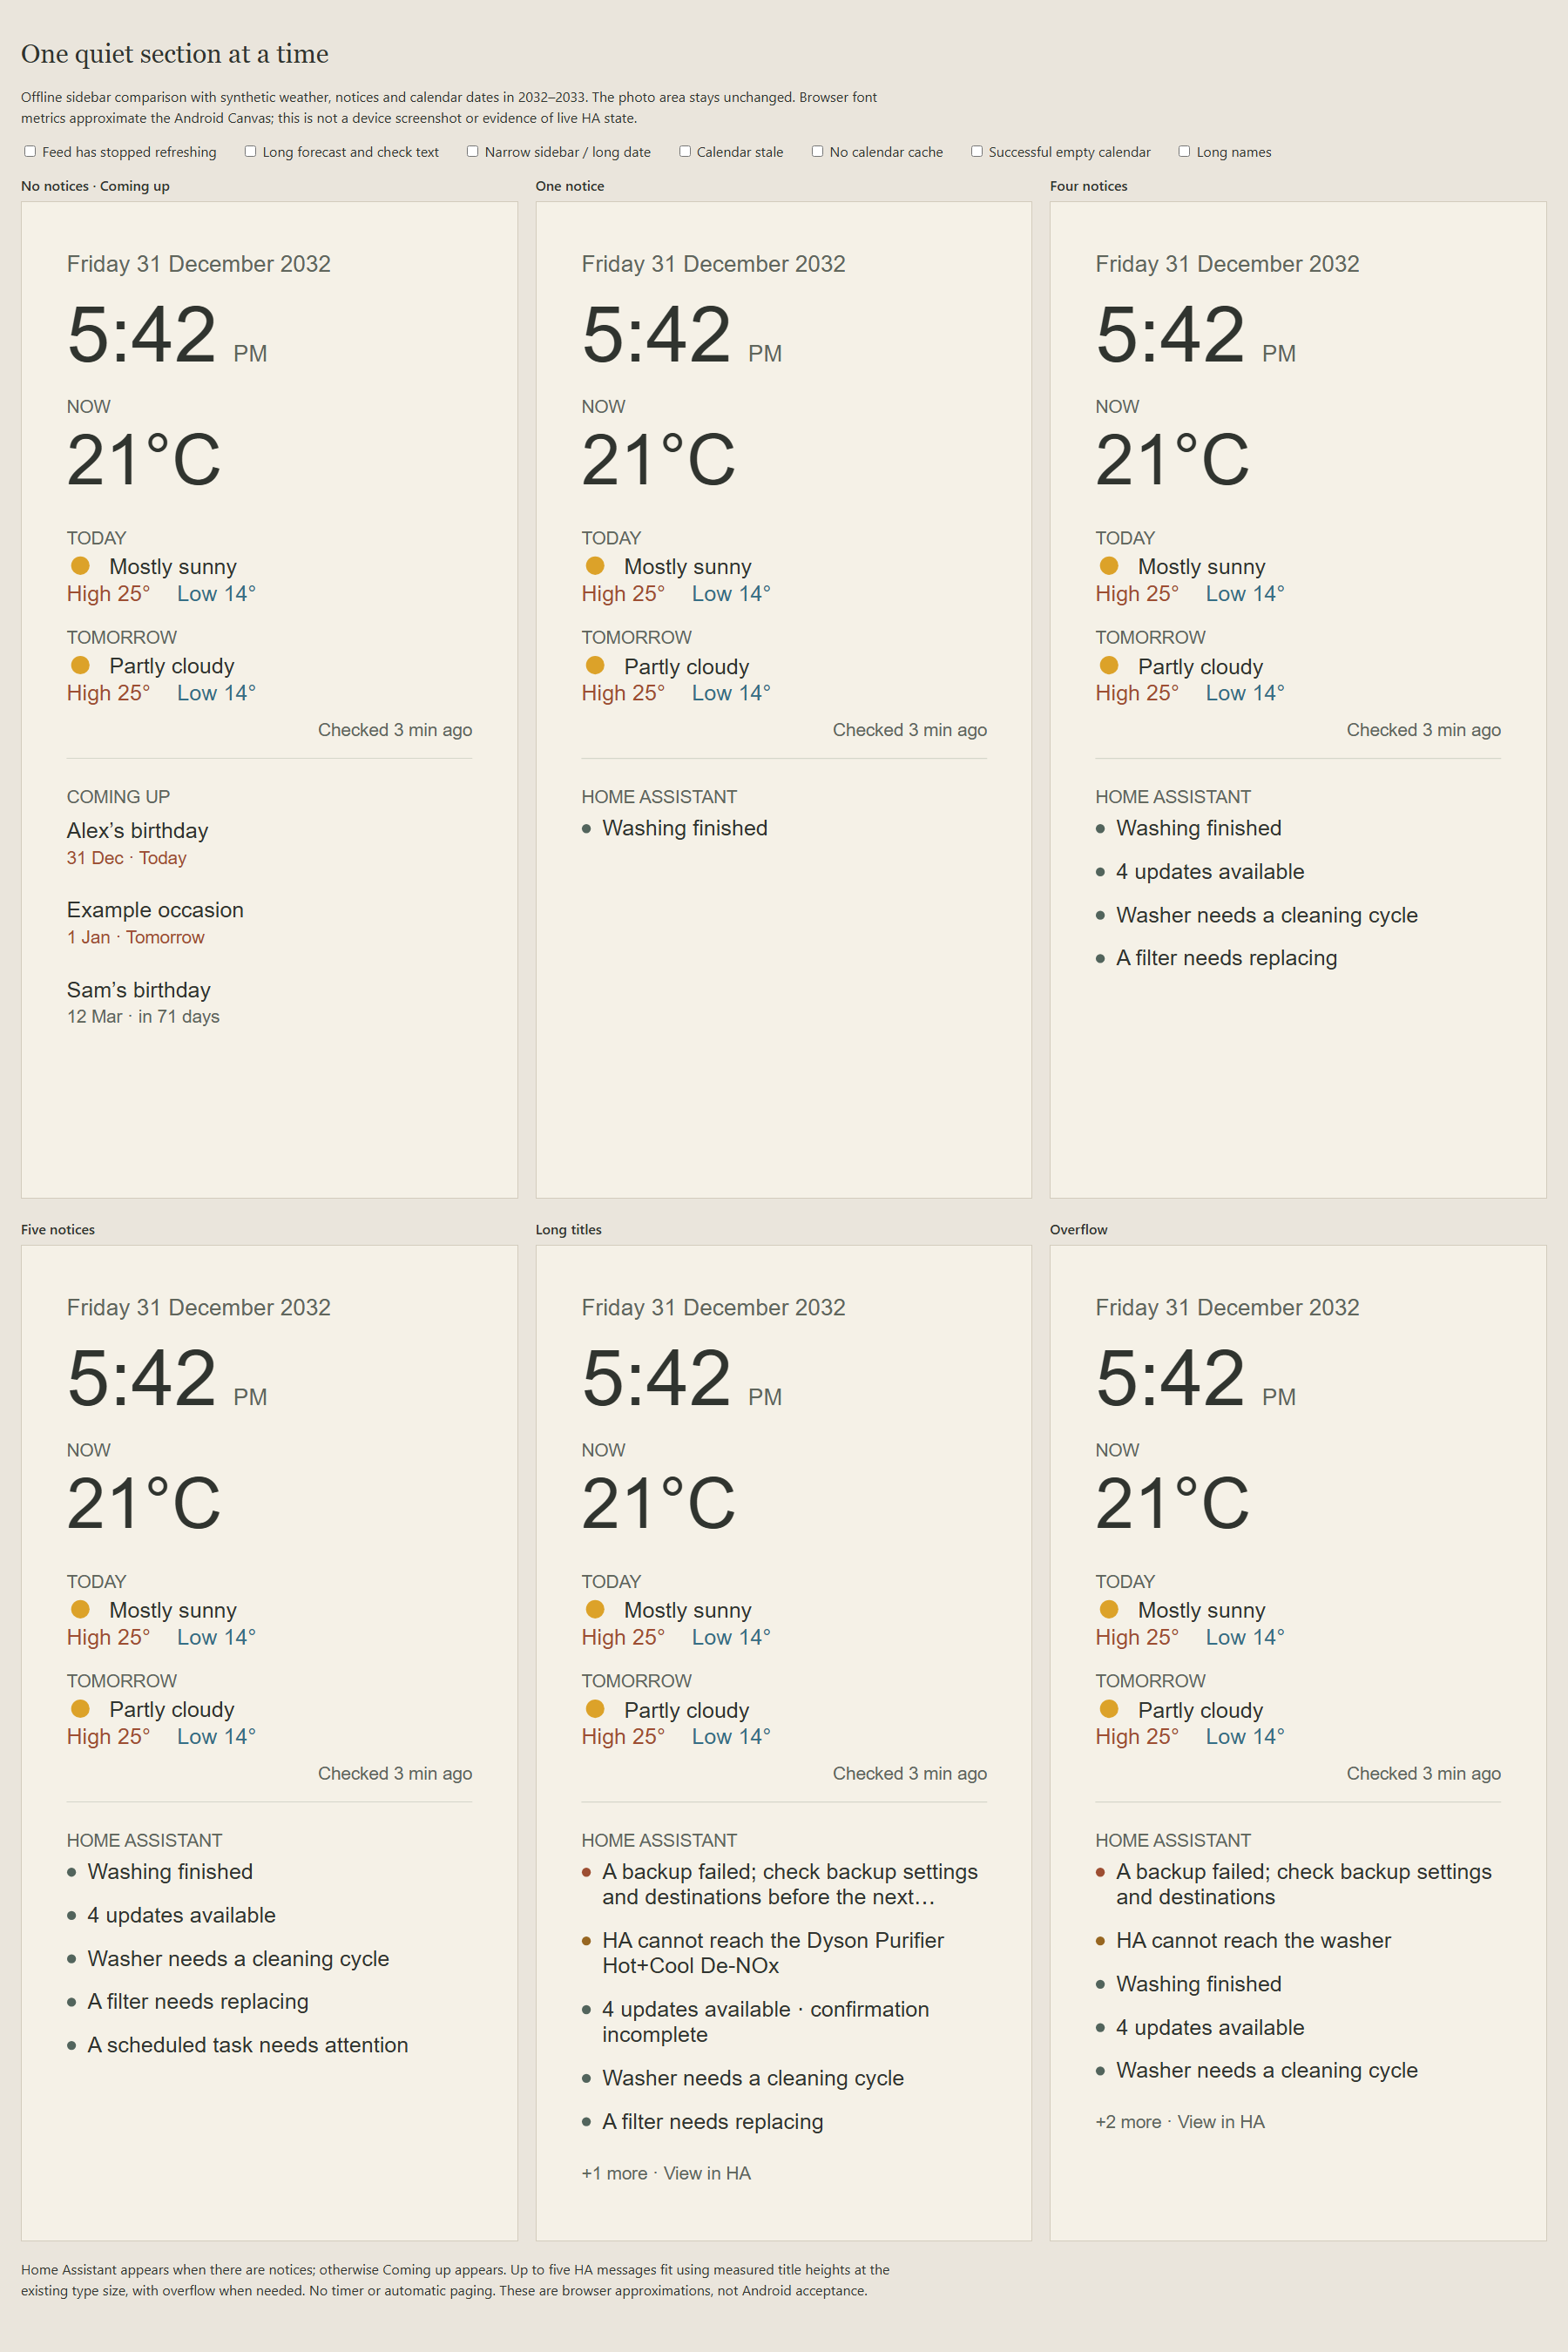 One quiet section at a time
Offline sidebar comparison with synthetic weather, notices and calendar dates in 2032–2033. The photo area stays unchanged. Browser font
metrics approximate the Android Canvas; this is not a device screenshot or evidence of live HA state.
Feed has stopped refreshing Long forecast and check text Narrow sidebar / long date Calendar stale No calendar cache Successful empty calendar Long names
No notices · Coming up
Friday 31 December 2032
5:42 PM
NOW
21°C
TODAY
Mostly sunny
High 25° Low 14°
TOMORROW
Partly cloudy
High 25° Low 14°
Checked 3 min ago
COMING UP
Alex’s birthday
31 Dec · Today
Example occasion
1 Jan · Tomorrow
Sam’s birthday
12 Mar · in 71 days
One notice
Friday 31 December 2032
5:42 PM
NOW
21°C
TODAY
Mostly sunny
High 25° Low 14°
TOMORROW
Partly cloudy
High 25° Low 14°
Checked 3 min ago
HOME ASSISTANT
Washing finished
Four notices
Friday 31 December 2032
5:42 PM
NOW
21°C
TODAY
Mostly sunny
High 25° Low 14°
TOMORROW
Partly cloudy
High 25° Low 14°
Checked 3 min ago
HOME ASSISTANT
Washing finished
4 updates available
Washer needs a cleaning cycle
A filter needs replacing
Five notices
Friday 31 December 2032
5:42 PM
NOW
21°C
TODAY
Mostly sunny
High 25° Low 14°
TOMORROW
Partly cloudy
High 25° Low 14°
Checked 3 min ago
HOME ASSISTANT
Washing finished
4 updates available
Washer needs a cleaning cycle
A filter needs replacing
A scheduled task needs attention
Long titles
Friday 31 December 2032
5:42 PM
NOW
21°C
TODAY
Mostly sunny
High 25° Low 14°
TOMORROW
Partly cloudy
High 25° Low 14°
Checked 3 min ago
HOME ASSISTANT
A backup failed; check backup settings
and destinations before the next…
HA cannot reach the Dyson Purifier
Hot+Cool De-NOx
4 updates available · confirmation
incomplete
Washer needs a cleaning cycle
A filter needs replacing
+1 more · View in HA
Overflow
Friday 31 December 2032
5:42 PM
NOW
21°C
TODAY
Mostly sunny
High 25° Low 14°
TOMORROW
Partly cloudy
High 25° Low 14°
Checked 3 min ago
HOME ASSISTANT
A backup failed; check backup settings
and destinations
HA cannot reach the washer
Washing finished
4 updates available
Washer needs a cleaning cycle
+2 more · View in HA
Home Assistant appears when there are notices; otherwise Coming up appears. Up to five HA messages fit using measured title heights at the
existing type size, with overflow when needed. No timer or automatic paging. These are browser approximations, not Android acceptance.